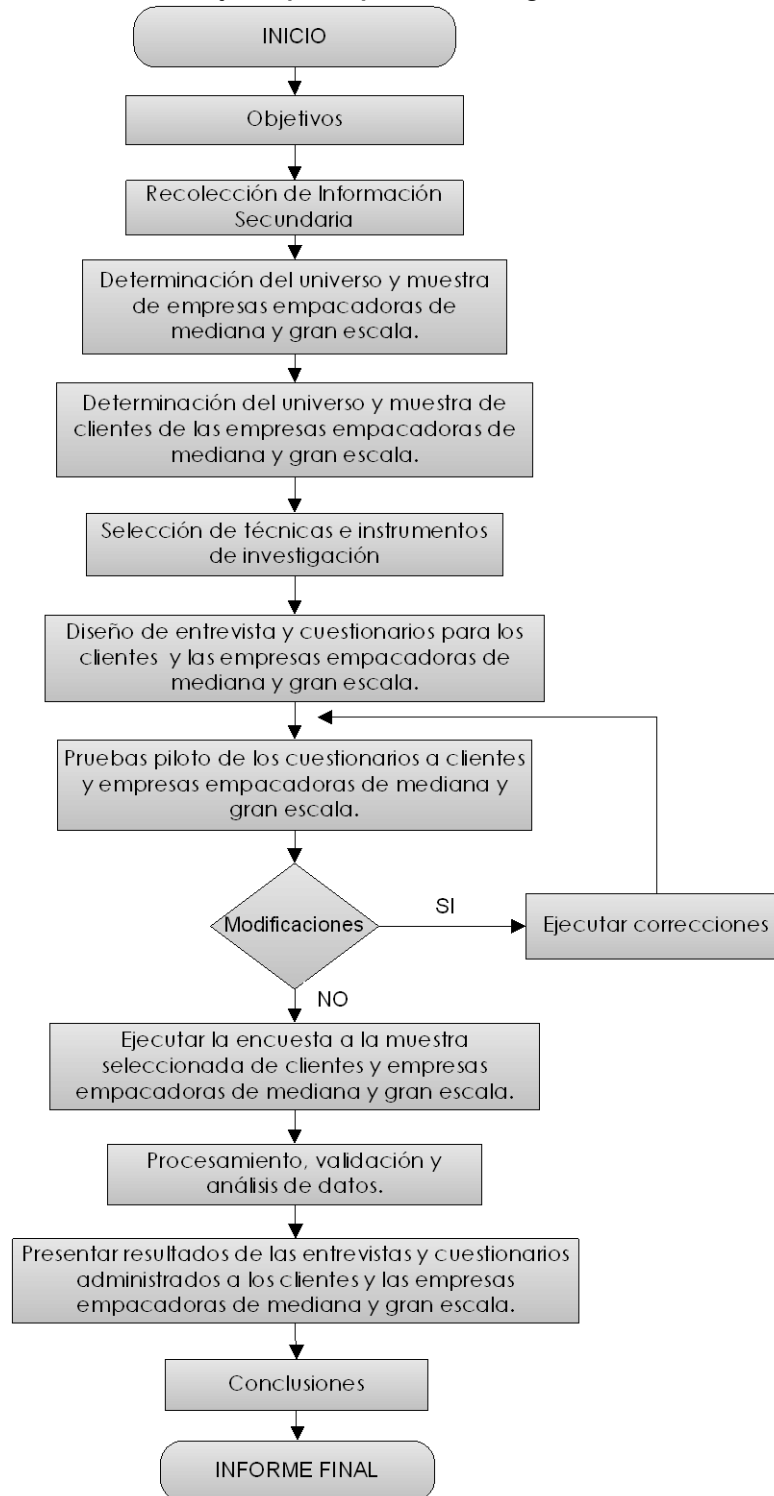 INICIO
Objetivos
Recolección de Información
Secundaria
Determinación del universo y muestra
de empresas empacadoras de
mediana y gran escala.
Determinación del universo y muestra de
clientes de las empresas empacadoras de
mediana y gran escala.
Selección de técnicas e instrumentos
de investigación
Diseño de entrevista y cuestionarios para los
clientes y las empresas empacadoras de
mediana y gran escala.
Pruebas piloto de los cuestionarios a clientes
y empresas empacadoras de mediana y
gran escala.
Modificaciones
SI
Ejecutar correcciones
NO
Ejecutar la encuesta a la muestra
seleccionada de clientes y empresas
empacadoras de mediana y gran escala.
Procesamiento, validación y
análisis de datos.
Presentar resultados de las entrevistas y cuestionarios
administrados a los clientes y las empresas
empacadoras de mediana y gran escala.
Conclusiones
INFORME FINAL